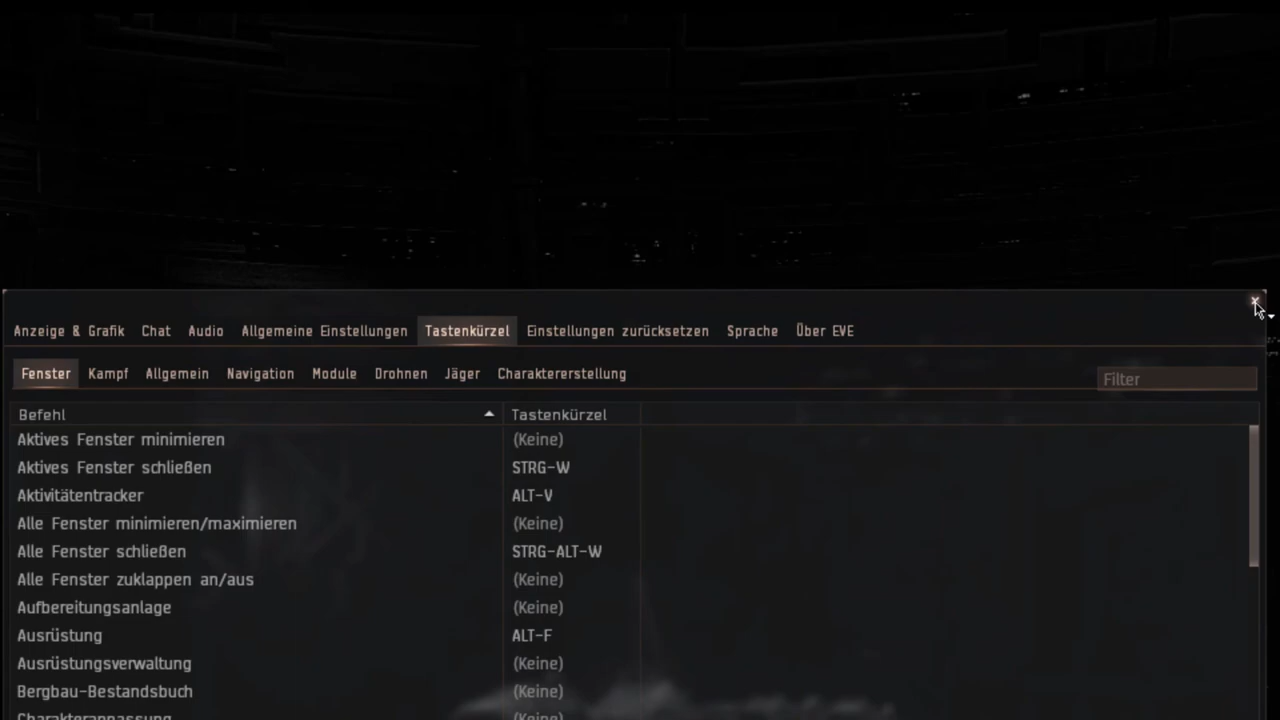 Anzeige & Grafik Chat Audio Allgemeine Einstellungen Tastenkürzel Einstellungen zurücksetzen Sprache Über EVE
Fenster Kampf Allgemein Navigation Module Drohnen Jäger Charaktererstellung Filter
Befehl Tastenkürzel
Aktives Fenster minimieren (Keine)
Aktives Fenster schließen STRG-W
Aktivitätentracker ALT-V
Alle Fenster minimieren/maximieren (Keine)
Alle Fenster schließen STRG-ALT-W
Alle Fenster zuklappen an/aus (Keine)
Aufbereitungsanlage (Keine)
Ausrüstung ALT-F
Ausrüstungsverwaltung (Keine)
Bergbau-Bestandsbuch (Keine)
Charakteranpassung (Keine)